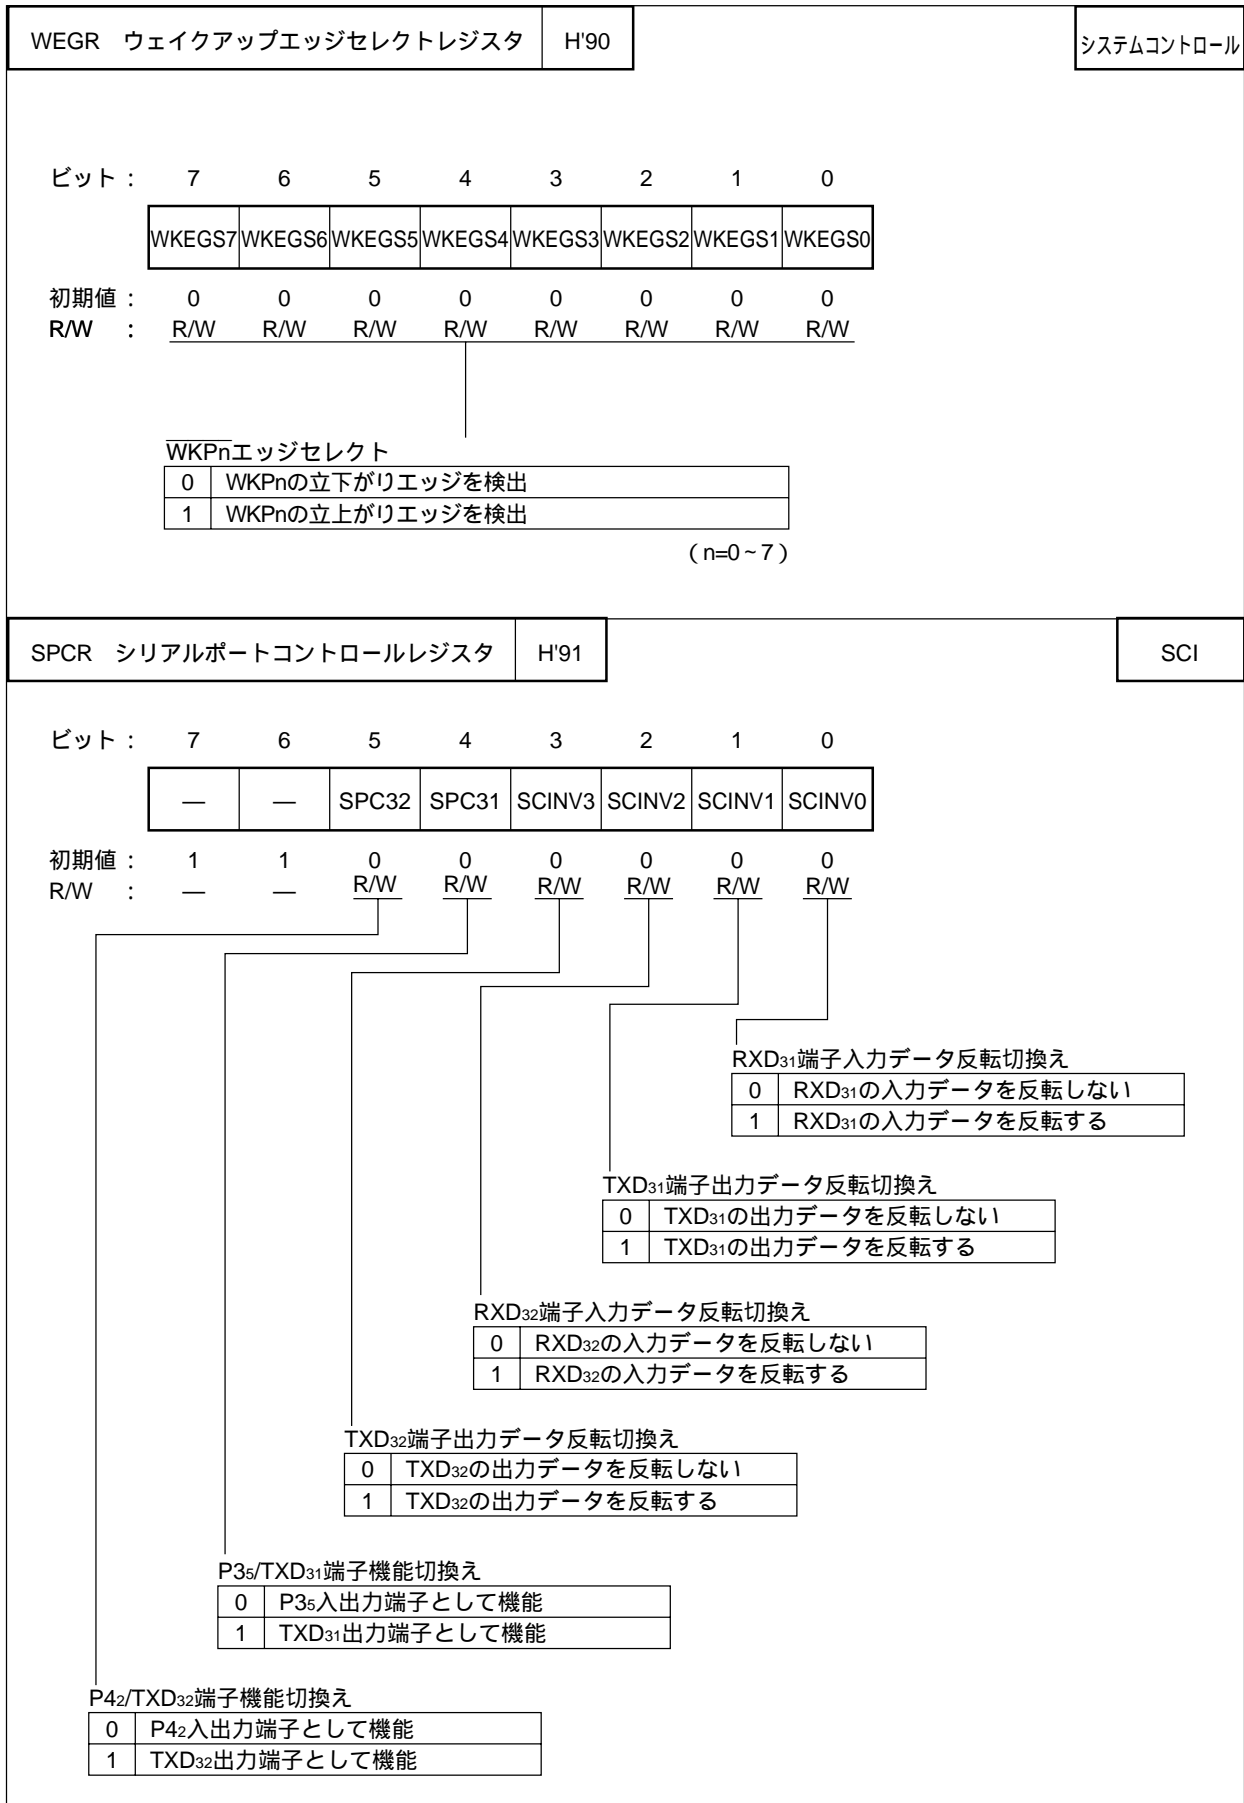 WEGR ウェイクアップエッジセレクトレジスタ H'90 システムコントロール
ビット： 7 6 5 4 3 2 1 0
WKEGS7 WKEGS6 WKEGS5 WKEGS4 WKEGS3 WKEGS2 WKEGS1 WKEGS0
初期値： 0 0 0 0 0 0 0 0
R/W ： R/W R/W R/W R/W R/W R/W R/W R/W
WKPnエッジセレクト
0 WKPnの立下がりエッジを検出
1 WKPnの立上がりエッジを検出
（n=0～7）
SPCR シリアルポートコントロールレジスタ H'91 SCI
ビット： 7 6 5 4 3 2 1 0
— — SPC32 SPC31 SCINV3 SCINV2 SCINV1 SCINV0
初期値： 1 1 0 0 0 0 0 0
R/W ： — — R/W R/W R/W R/W R/W R/W
RXD31端子入力データ反転切換え
0 RXD31の入力データを反転しない
1 RXD31の入力データを反転する
TXD31端子出力データ反転切換え
0 TXD31の出力データを反転しない
1 TXD31の出力データを反転する
RXD32端子入力データ反転切換え
0 RXD32の入力データを反転しない
1 RXD32の入力データを反転する
TXD32端子出力データ反転切換え
0 TXD32の出力データを反転しない
1 TXD32の出力データを反転する
P35/TXD31端子機能切換え
0 P35入出力端子として機能
1 TXD31出力端子として機能
P42/TXD32端子機能切換え
0 P42入出力端子として機能
1 TXD32出力端子として機能